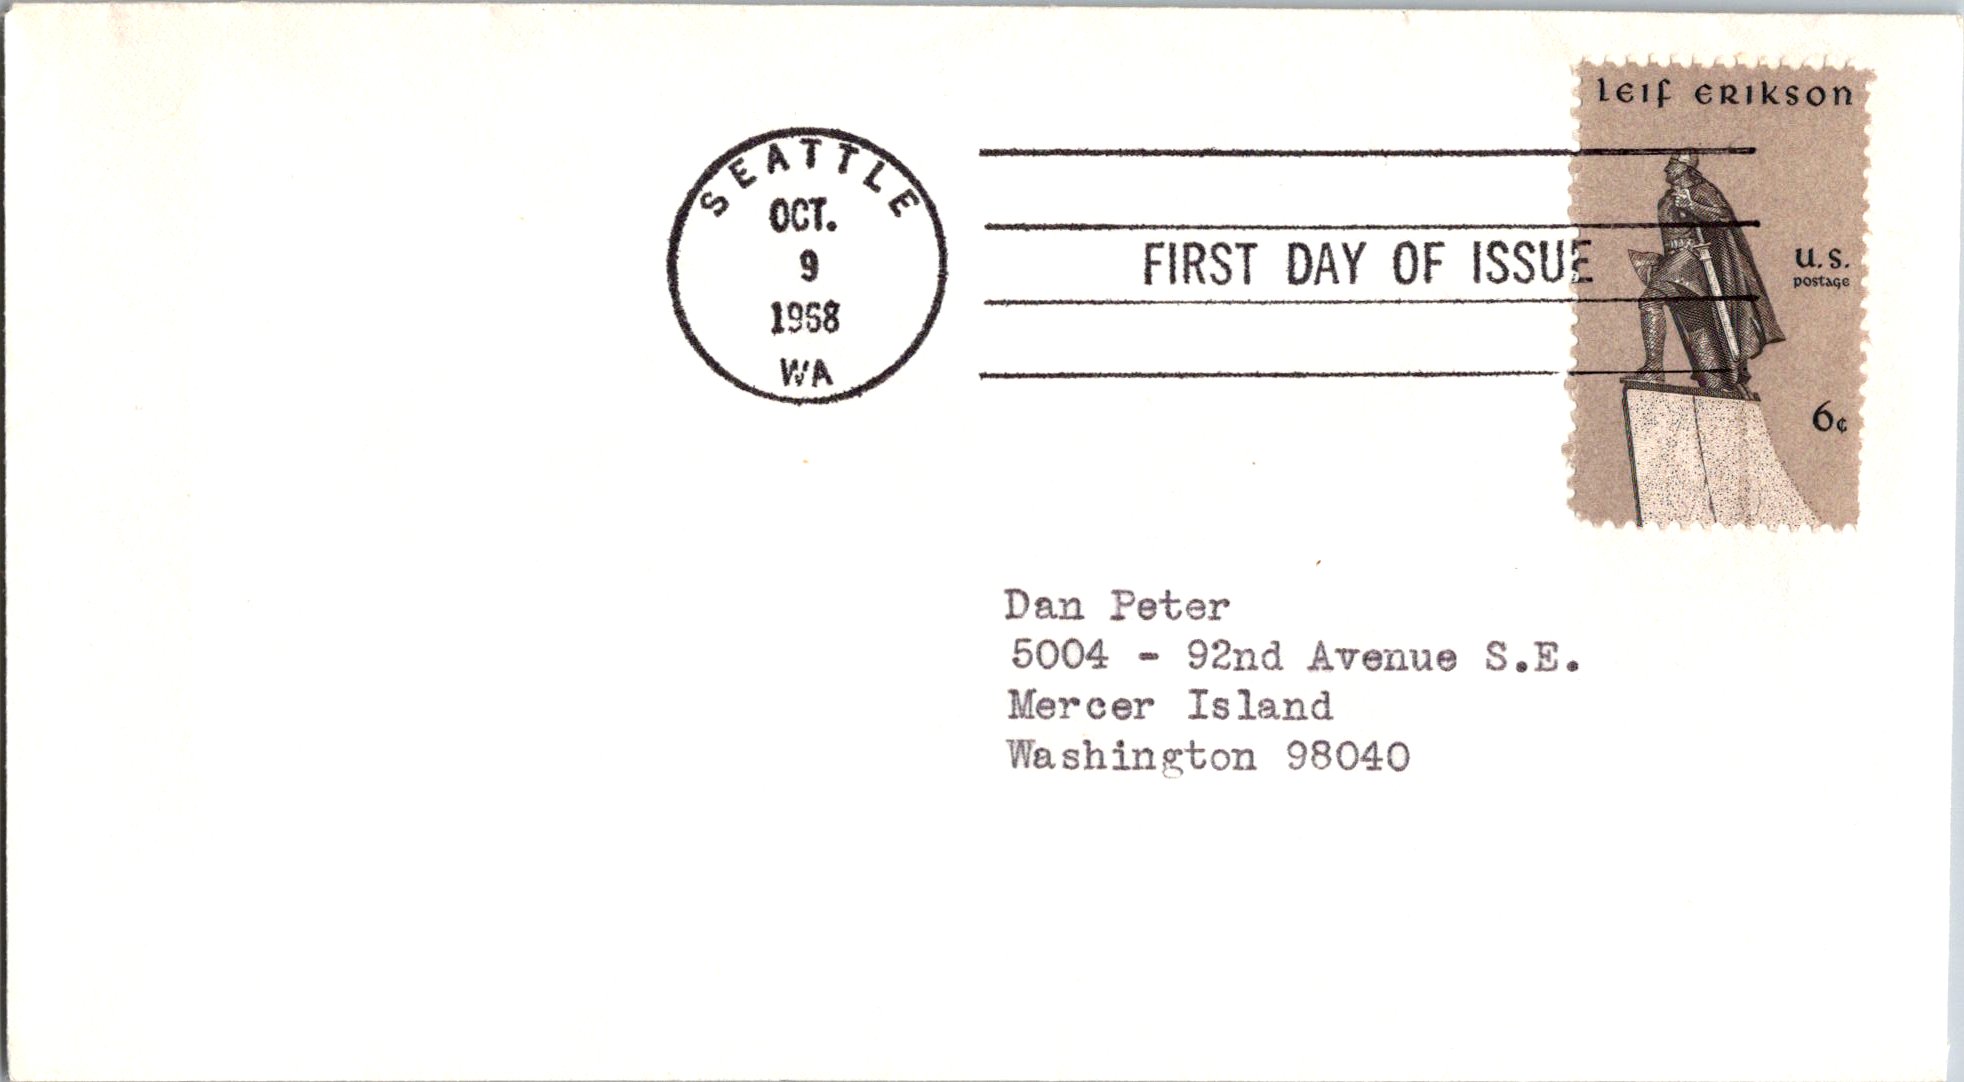 SEATTLE
OCT.
9
1968
WA
FIRST DAY OF ISSUE
Leif Erikson
U.S.
postage
6¢
Dan Peter
5004 - 92nd Avenue S.E.
Mercer Island
Washington 98040